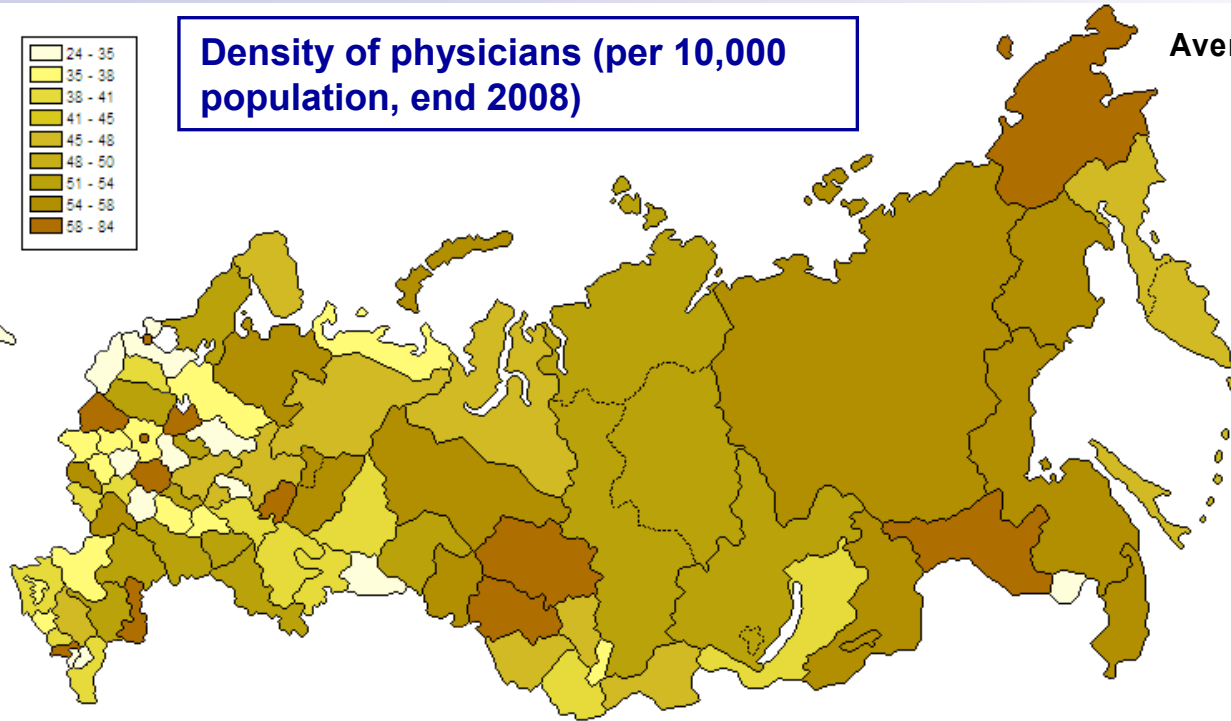 Density of physicians (per 10,000
population, end 2008)
Aver
24 - 35
35 - 38
38 - 41
41 - 45
45 - 48
48 - 50
51 - 54
54 - 58
58 - 84